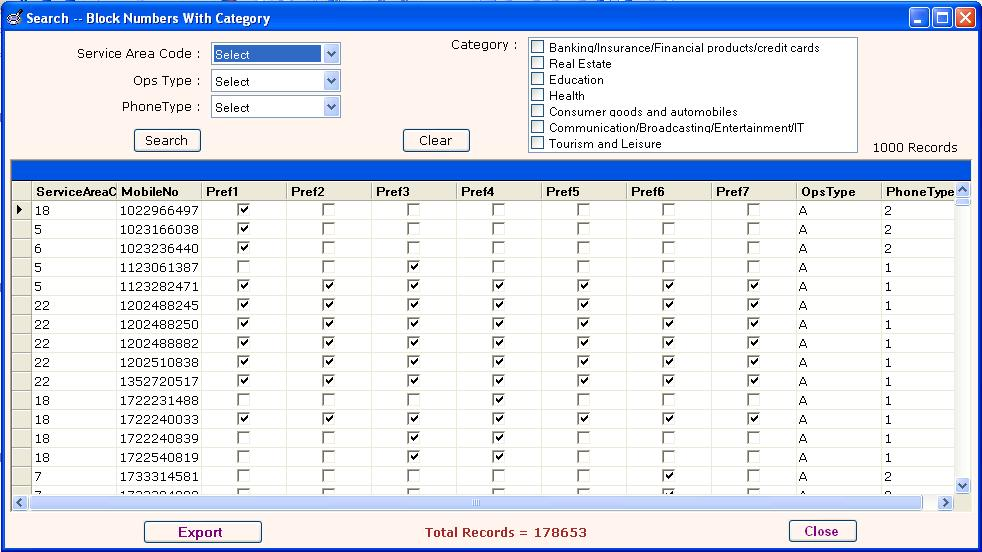 Search -- Block Numbers With Category
Service Area Code : Select
Ops Type : Select
PhoneType : Select
Search
Clear
Category :
Banking/Insurance/Financial products/credit cards
Real Estate
Education
Health
Consumer goods and automobiles
Communication/Broadcasting/Entertainment/IT
Tourism and Leisure
1000 Records
ServiceAreaC MobileNo Pref1 Pref2 Pref3 Pref4 Pref5 Pref6 Pref7 OpsType PhoneType
18 1022966497 A 2
5 1023166038 A 2
6 1023236440 A 2
5 1123061387 A 1
5 1123282471 A 1
22 1202488245 A 1
22 1202488250 A 1
22 1202488882 A 1
22 1202510838 A 1
22 1352720517 A 1
18 1722231488 A 1
18 1722240033 A 1
18 1722240839 A 1
18 1722540819 A 1
7 1733314581 A 2
Export
Total Records = 178653
Close